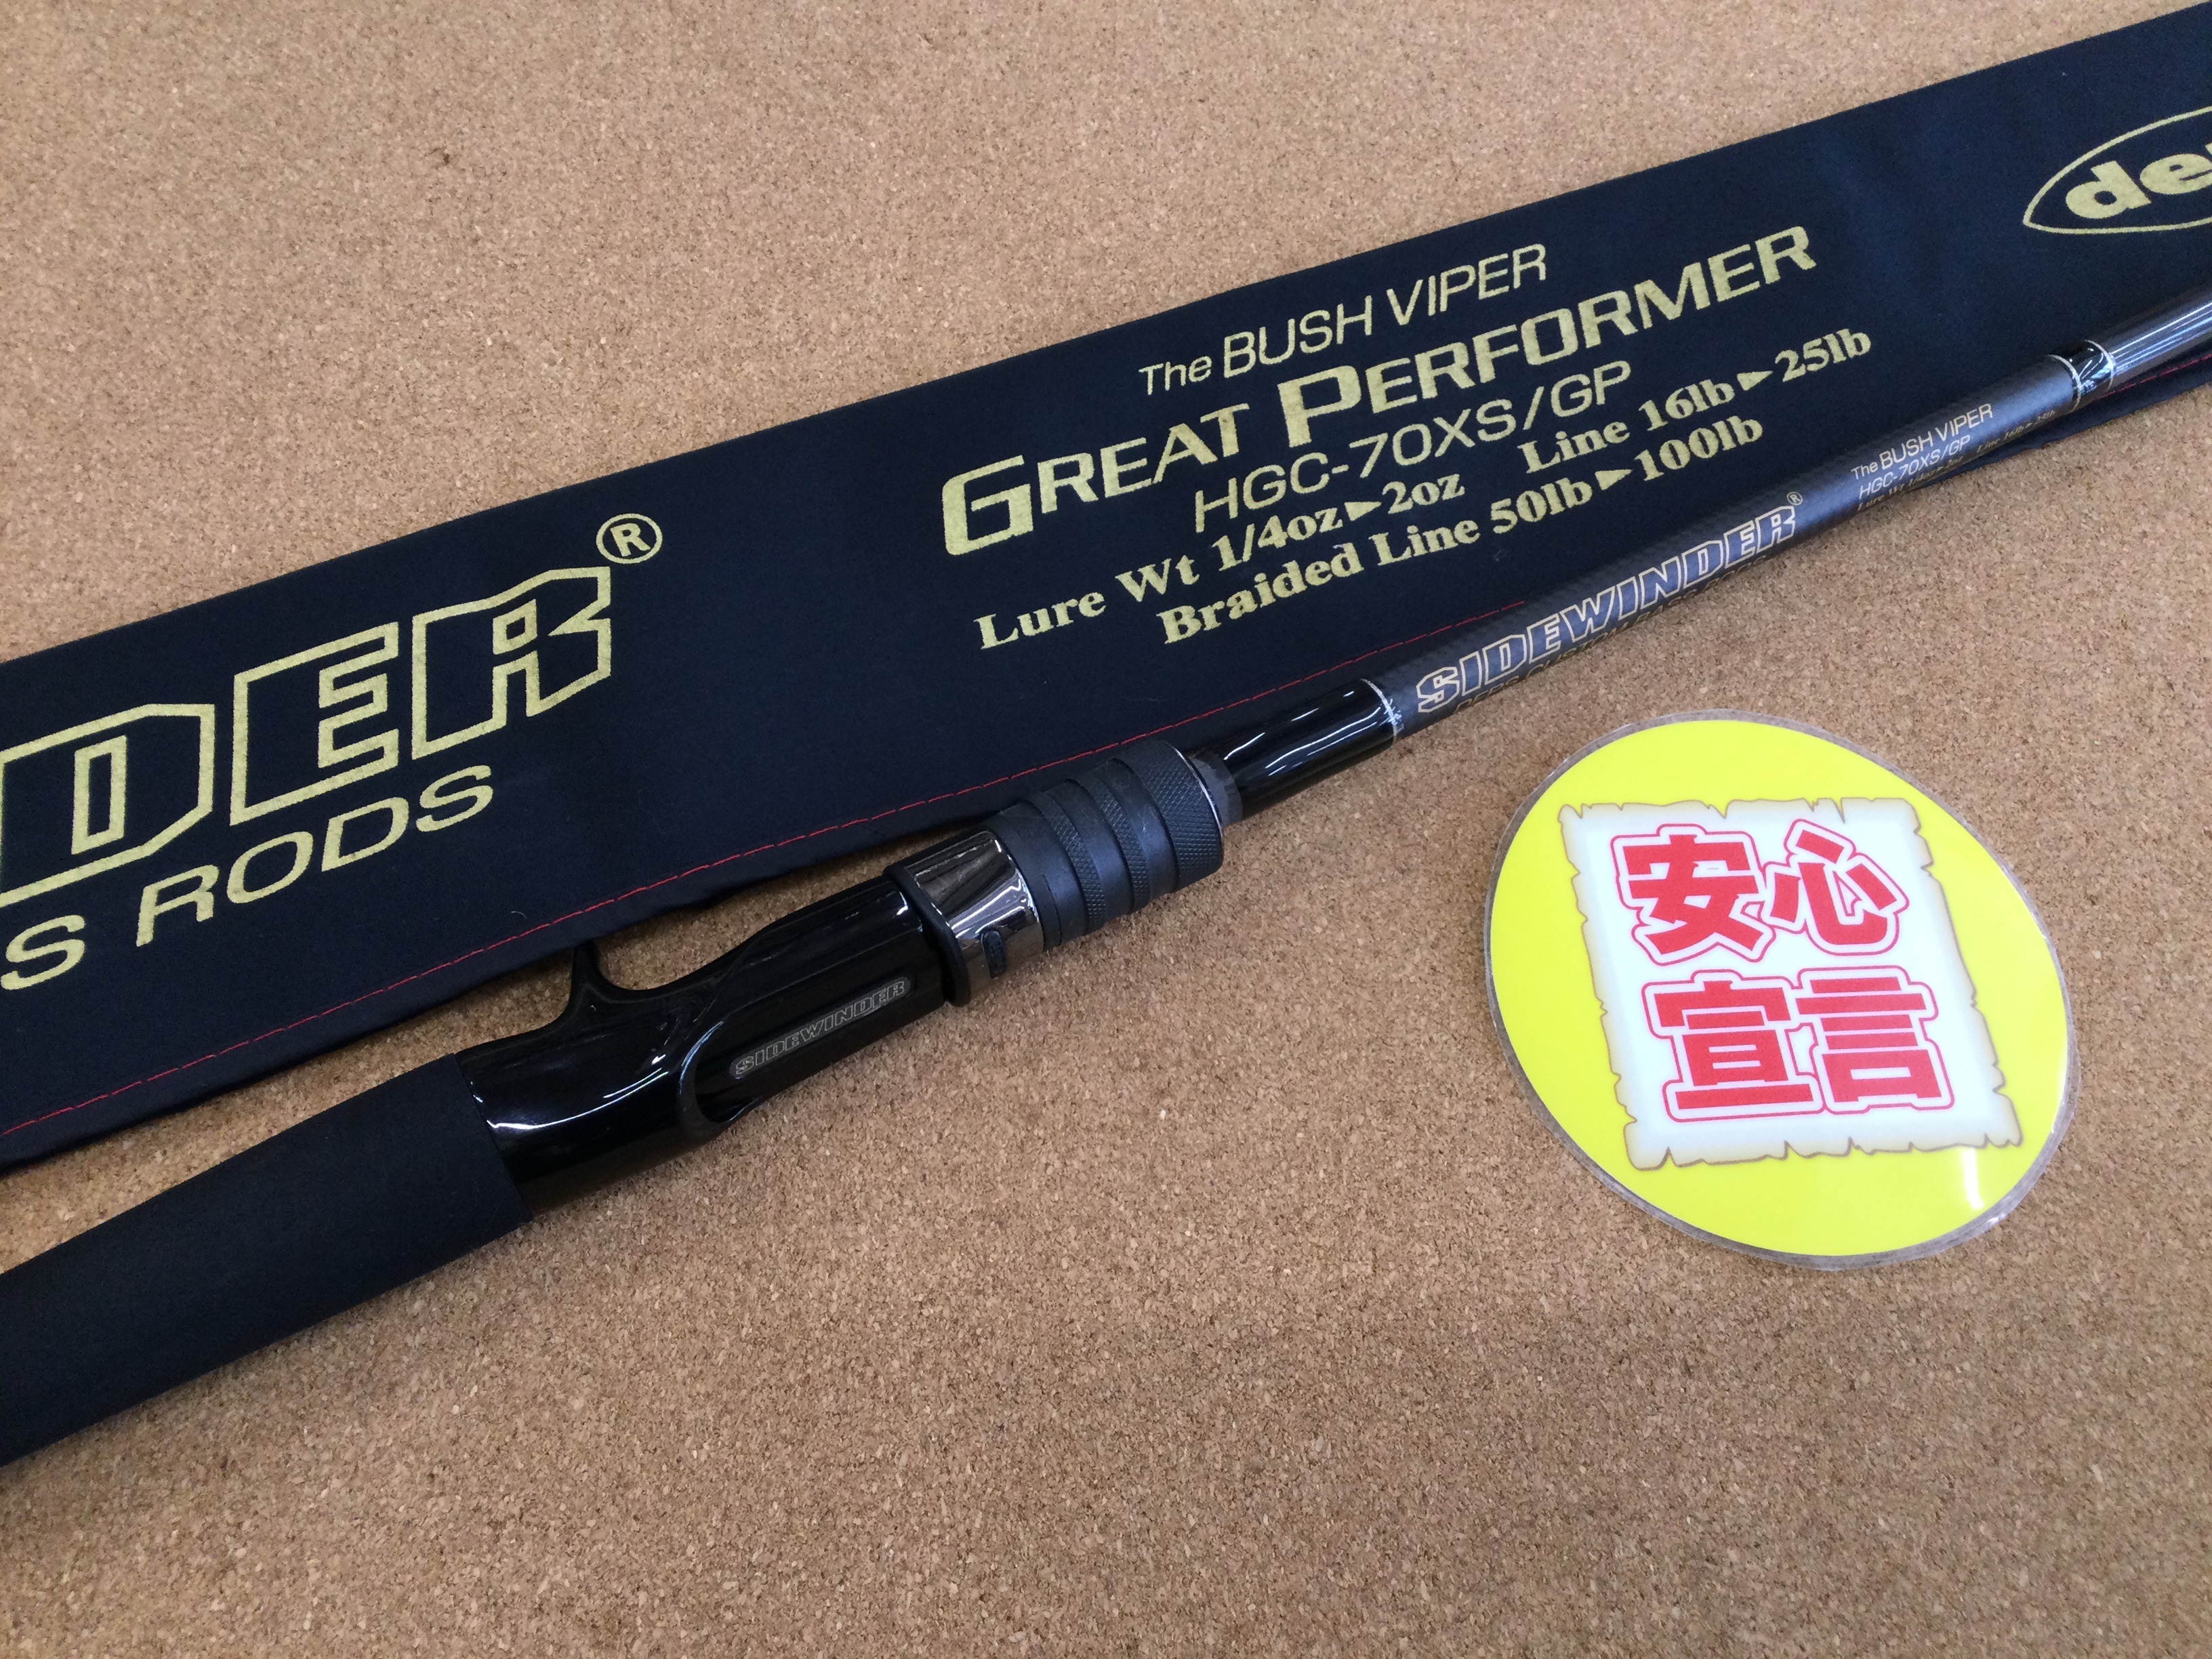 The BUSH VIPER
GREAT PERFORMER
HGC-70XS/GP
Lure Wt 1/4oz▶2oz Line 16lb▶25lb
Braided Line 50lb▶100lb
DER®
S RODS
SIDEWINDER
SIDEWINDER®
The BUSH VIPER
HGC-70XS/GP
安心
宣言